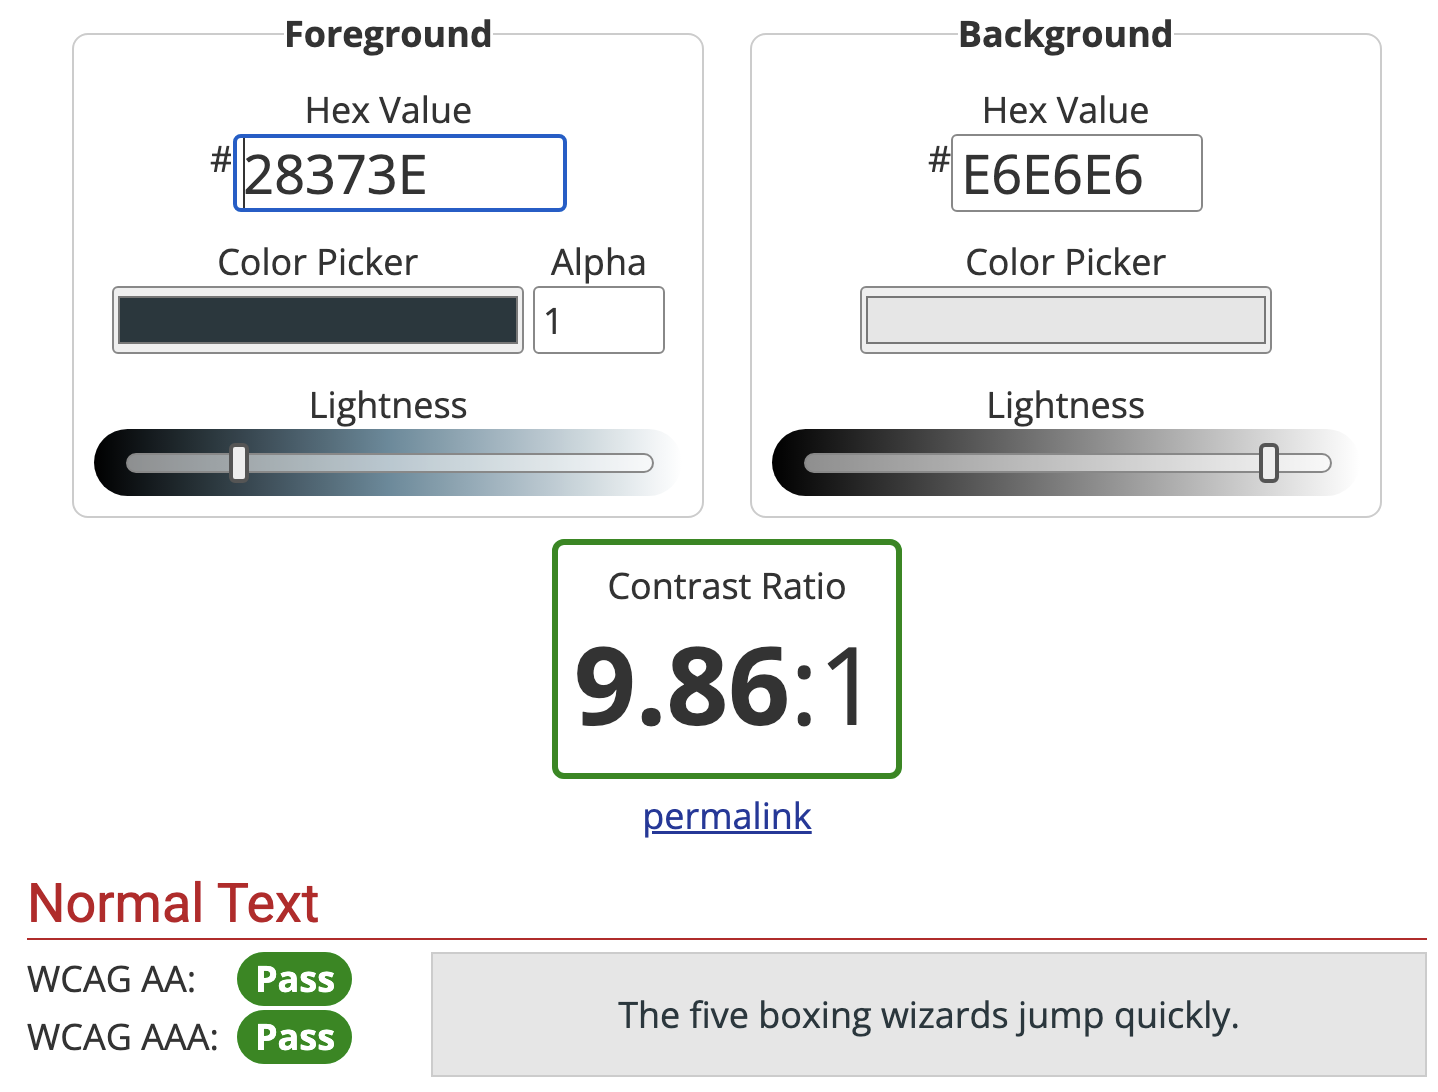 Foreground
Hex Value
#28373E
Color Picker Alpha
1
Lightness
Background
Hex Value
#E6E6E6
Color Picker
Lightness
Contrast Ratio
9.86:1
permalink
Normal Text
WCAG AA: Pass
WCAG AAA: Pass
The five boxing wizards jump quickly.